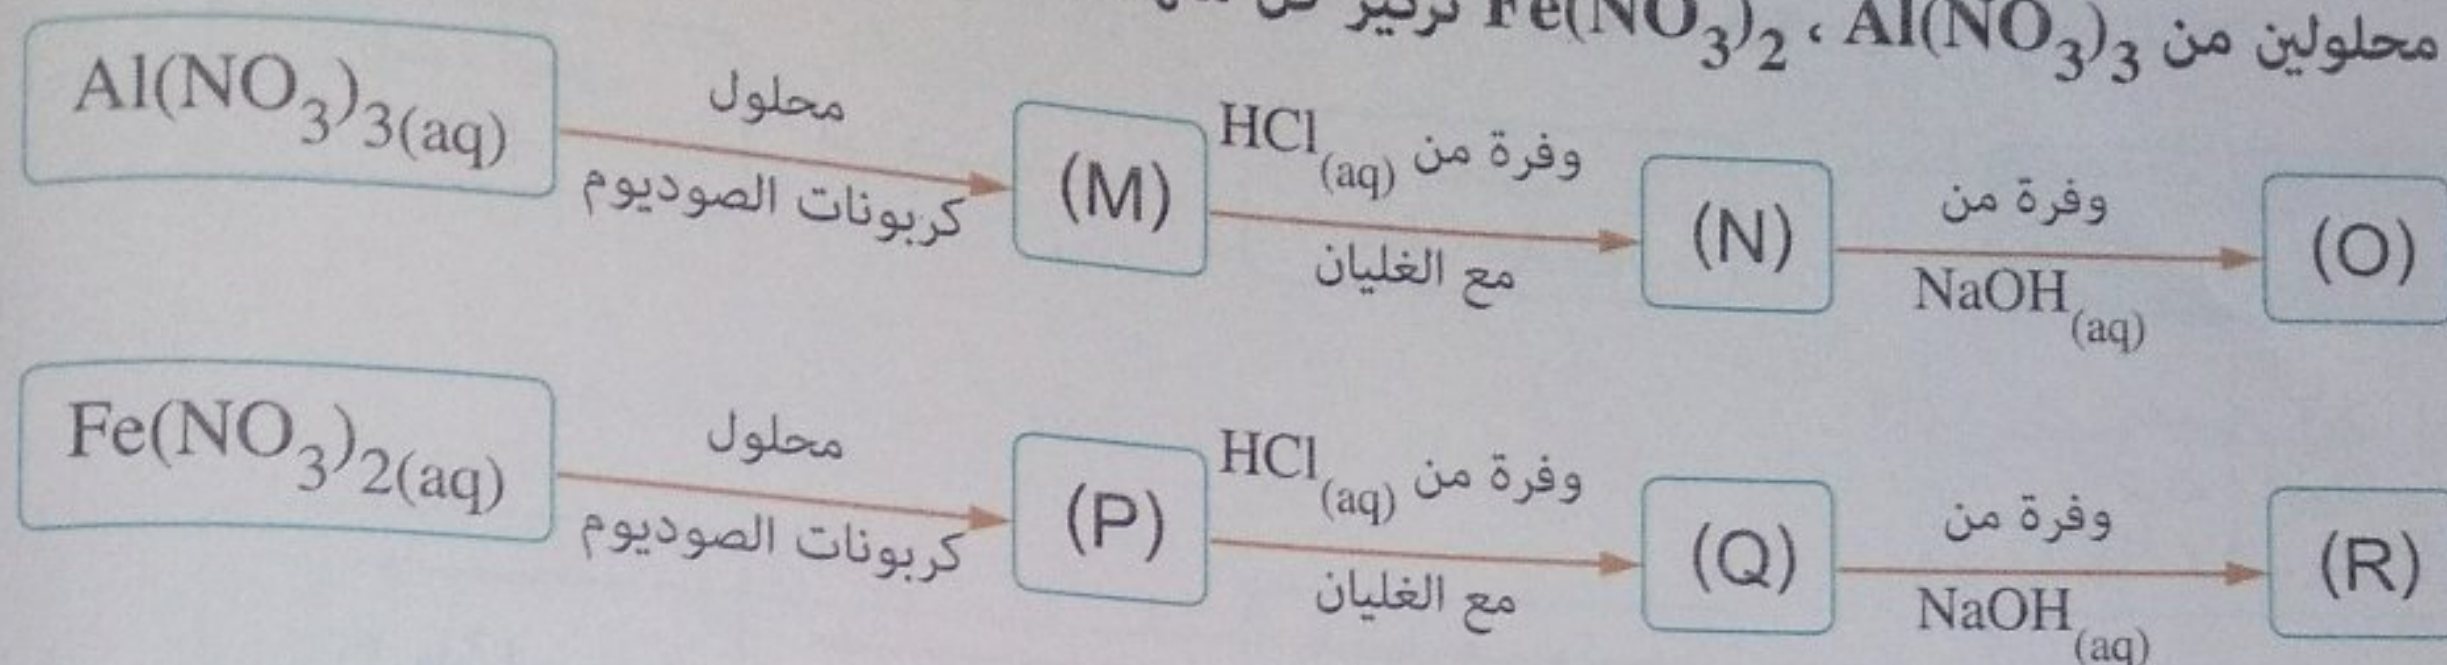 محلولين من Al(NO3)3 ، Fe(NO3)2 تركيز كل
Al(NO3)3(aq)
محلول
كربونات الصوديوم
(M)
وفرة من HCl(aq)
مع الغليان
(N)
وفرة من
NaOH(aq)
(O)
Fe(NO3)2(aq)
محلول
كربونات الصوديوم
(P)
وفرة من HCl(aq)
مع الغليان
(Q)
وفرة من
NaOH(aq)
(R)